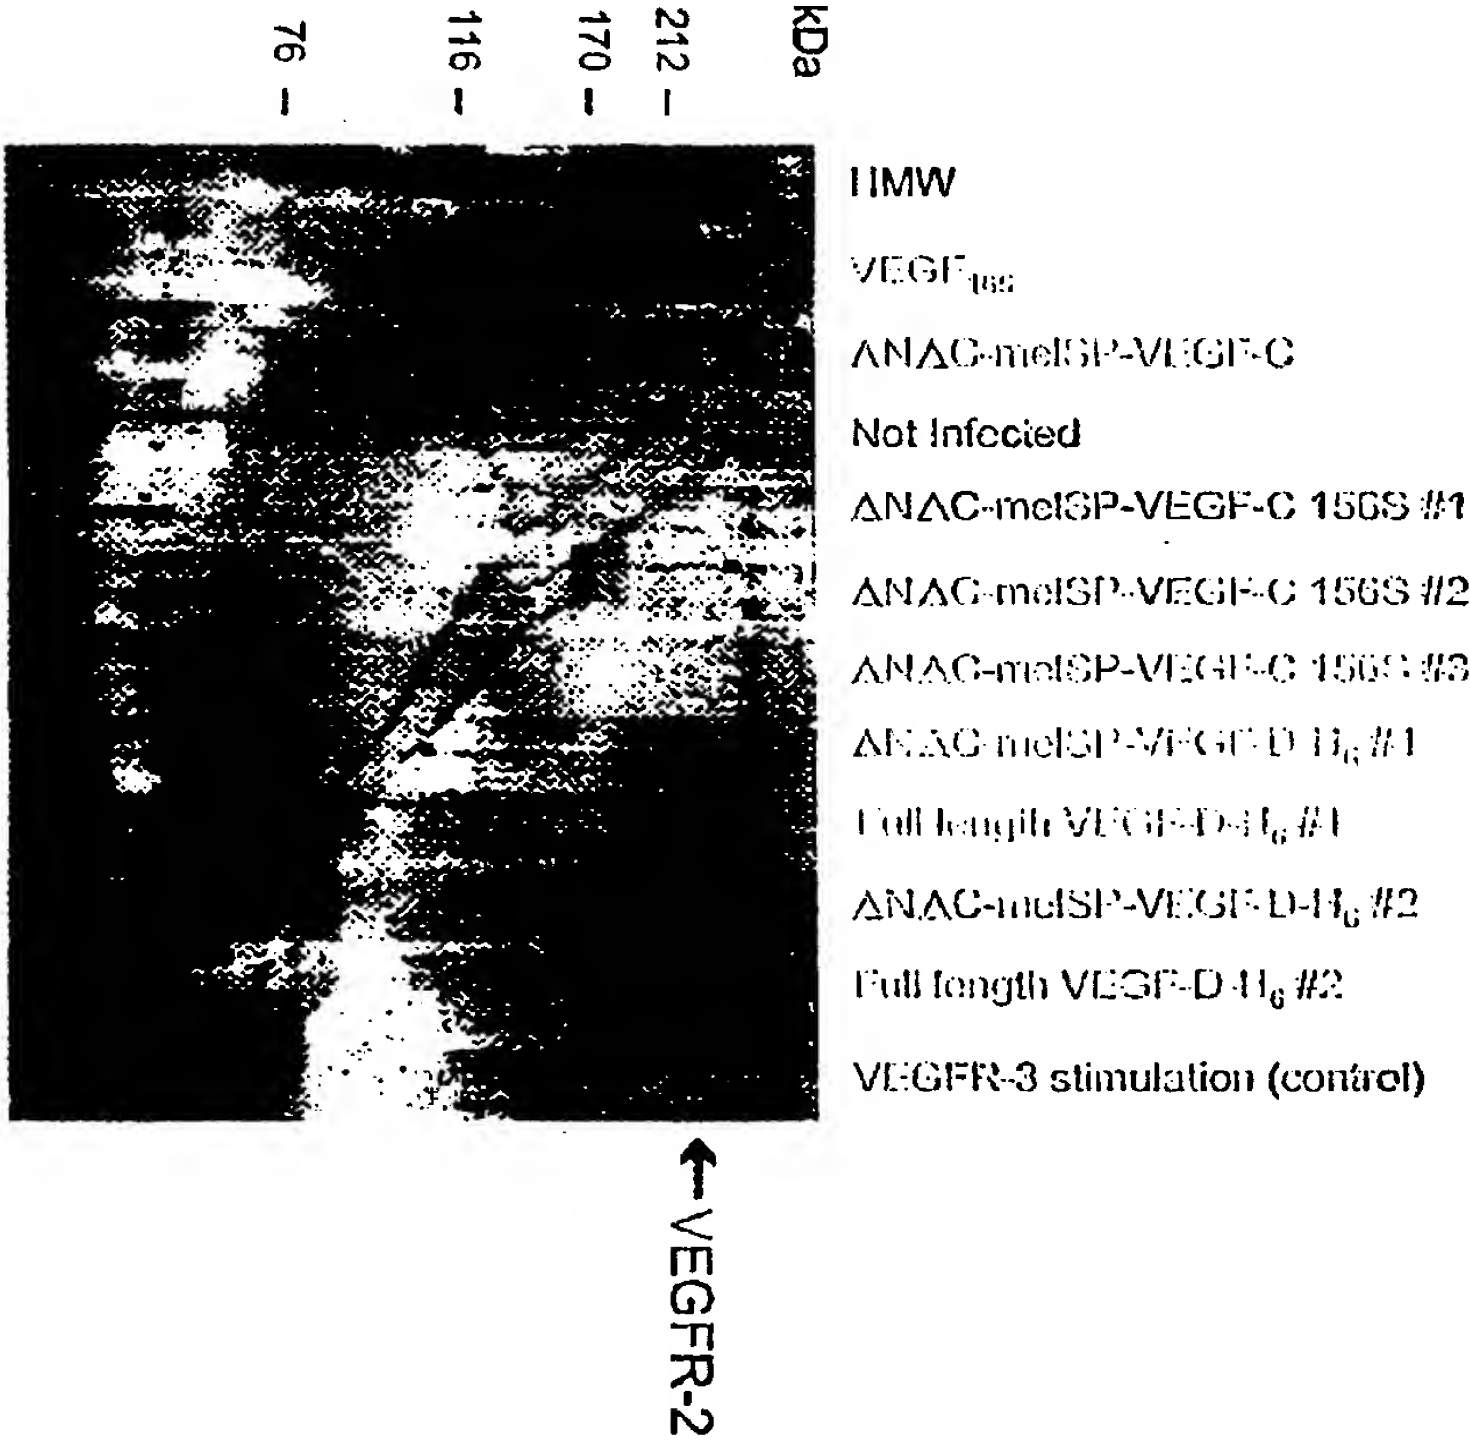 kDa
212 –
170 –
116 –
76 –
HMW
VEGF165
ΔNΔC-melSP-VEGF-C
Not Infected
ΔNΔC-melSP-VEGF-C 156S #1
ΔNΔC-melSP-VEGF-C 156S #2
ΔNΔC-melSP-VEGF-C 156S #3
ΔNΔC-melSP-VEGF-D-H6 #1
Full length VEGF-D-H6 #1
ΔNΔC-melSP-VEGF-D-H6 #2
Full length VEGF-D-H6 #2
VEGFR-3 stimulation (control)
←VEGFR-2